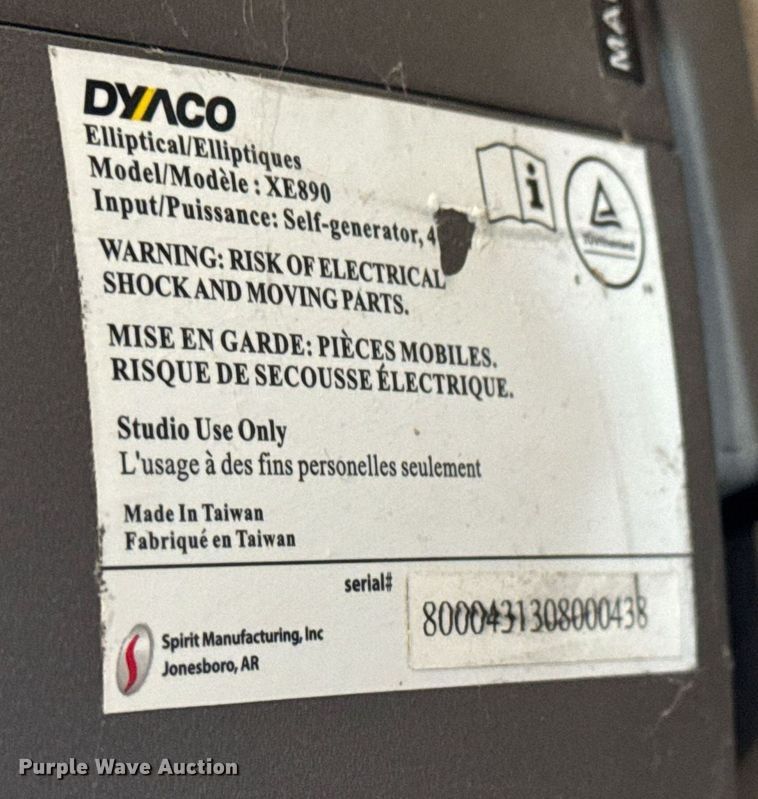 MA
DYACO
Elliptical/Elliptiques
Model/Modèle : XE890
Input/Puissance: Self-generator, 4
WARNING: RISK OF ELECTRICAL
SHOCK AND MOVING PARTS.
MISE EN GARDE: PIÈCES MOBILES.
RISQUE DE SECOUSSE ÉLECTRIQUE.
Studio Use Only
L'usage à des fins personelles seulement
Made In Taiwan
Fabriqué en Taiwan
serial#
8000431308000438
Spirit Manufacturing, Inc
Jonesboro, AR
Purple Wave Auction